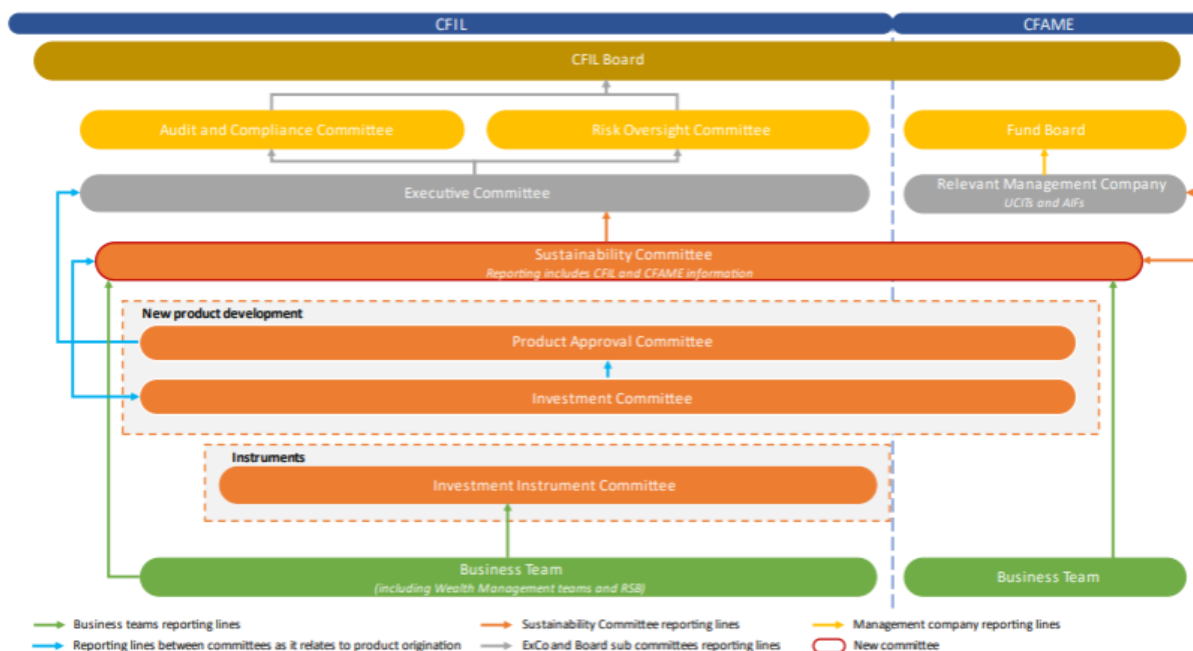 CFIL
CFAME
CFIL Board
Audit and Compliance Committee
Risk Oversight Committee
Fund Board
Executive Committee
Relevant Management Company
UCITs and AIFs
Sustainability Committee
Reporting includes CFIL and CFAME information
New product development
Product Approval Committee
Investment Committee
Instruments
Investment Instrument Committee
Business Team
(including Wealth Management teams and RSB)
Business Team
Business teams reporting lines
Sustainability Committee reporting lines
Management company reporting lines
Reporting lines between committees as it relates to product origination
ExCo and Board sub committees reporting lines
New committee